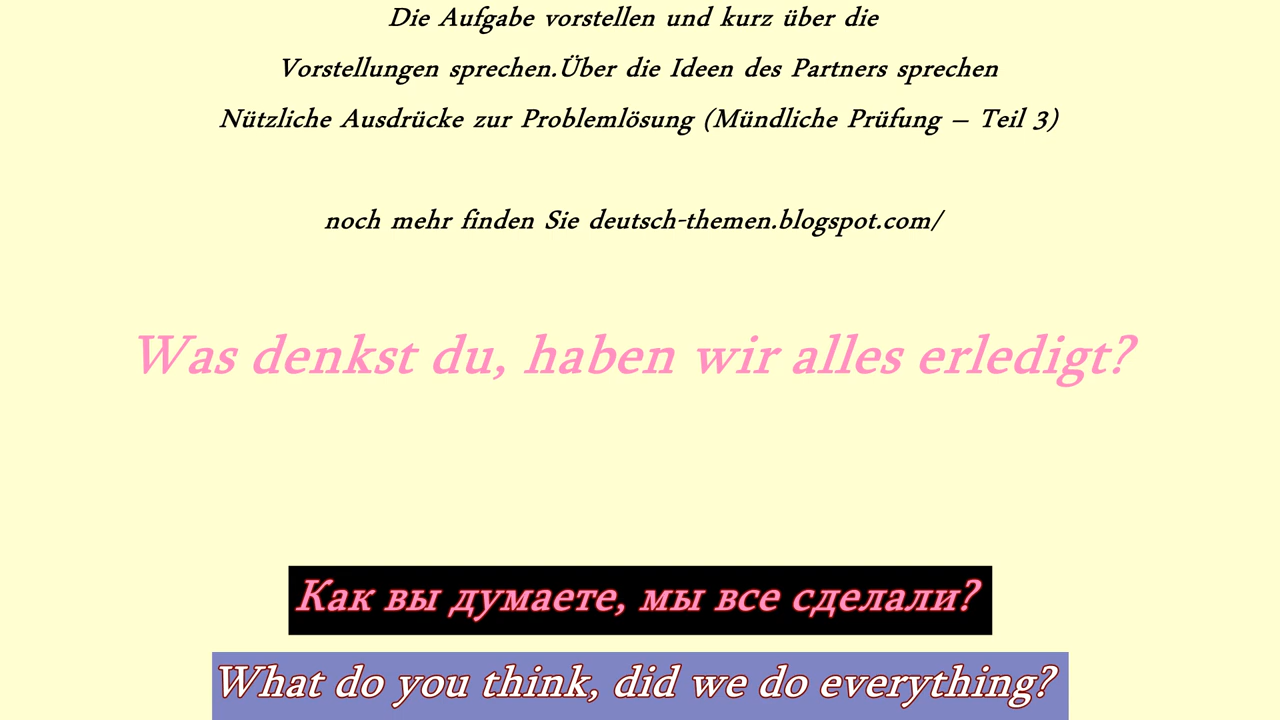 Die Aufgabe vorstellen und kurz über die
Vorstellungen sprechen.Über die Ideen des Partners sprechen
Nützliche Ausdrücke zur Problemlösung (Mündliche Prüfung – Teil 3)
noch mehr finden Sie deutsch-themen.blogspot.com/
Was denkst du, haben wir alles erledigt?
Как вы думаете, мы все сделали?
What do you think, did we do everything?